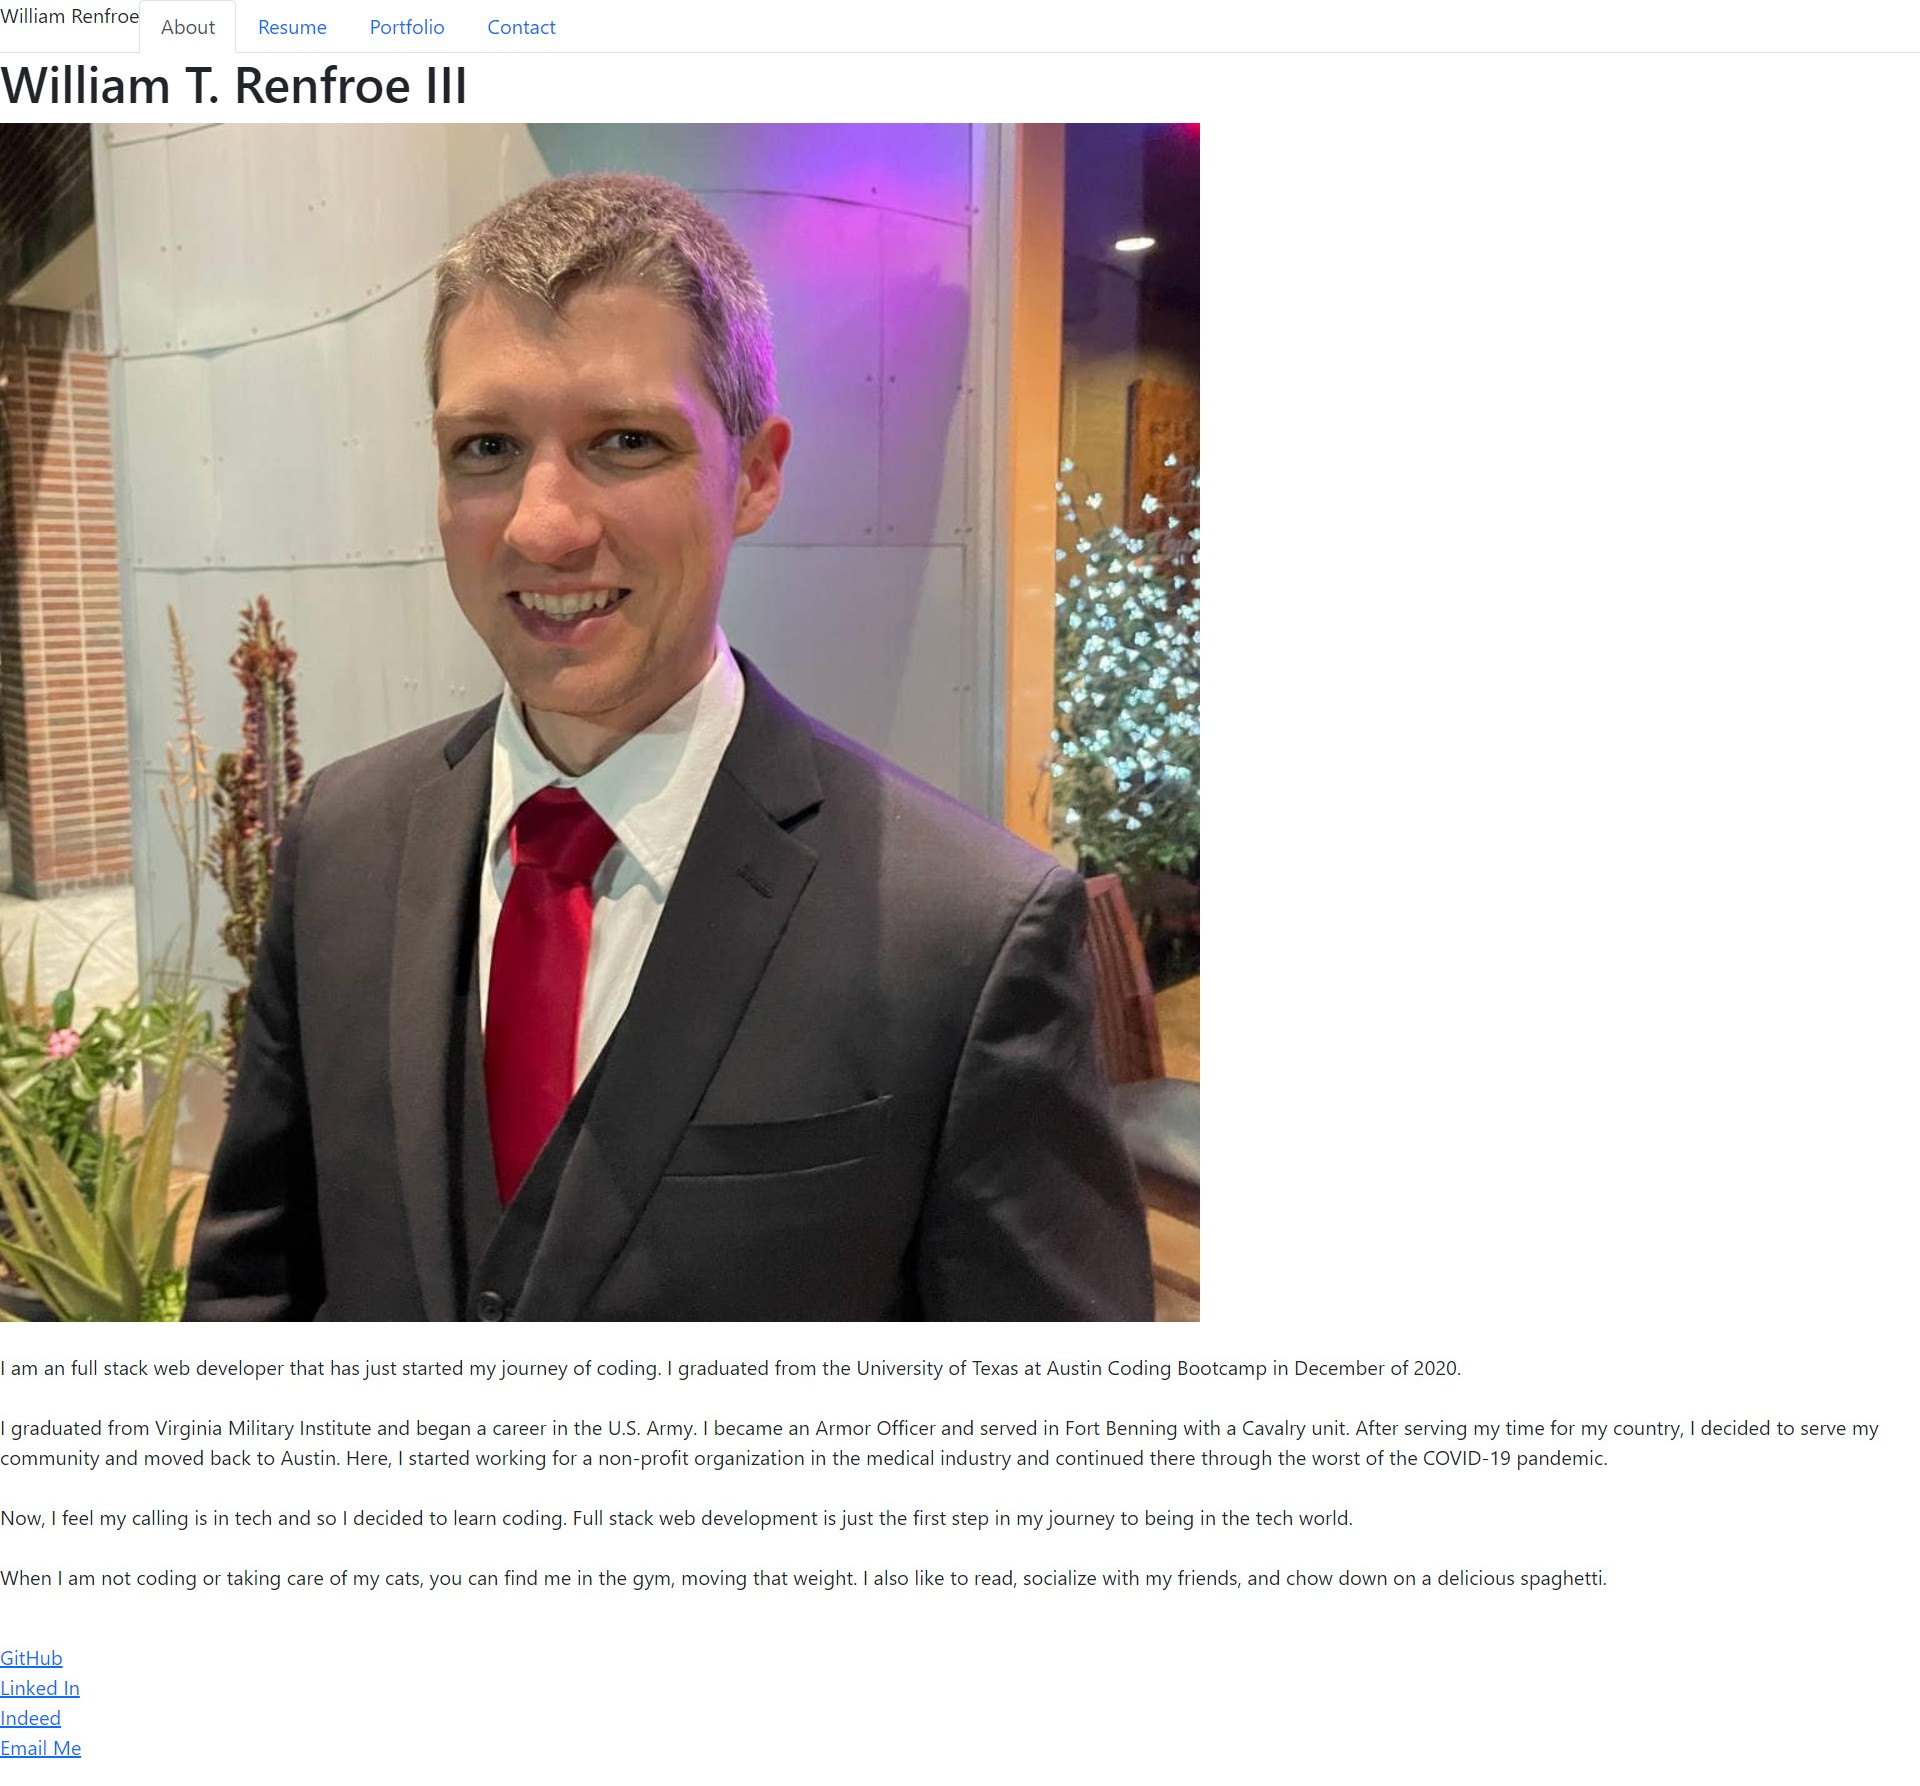 William Renfroe About Resume Portfolio Contact
William T. Renfroe III
I am an full stack web developer that has just started my journey of coding. I graduated from the University of Texas at Austin Coding Bootcamp in December of 2020.
I graduated from Virginia Military Institute and began a career in the U.S. Army. I became an Armor Officer and served in Fort Benning with a Cavalry unit. After serving my time for my country, I decided to serve my
community and moved back to Austin. Here, I started working for a non-profit organization in the medical industry and continued there through the worst of the COVID-19 pandemic.
Now, I feel my calling is in tech and so I decided to learn coding. Full stack web development is just the first step in my journey to being in the tech world.
When I am not coding or taking care of my cats, you can find me in the gym, moving that weight. I also like to read, socialize with my friends, and chow down on a delicious spaghetti.
GitHub
Linked In
Indeed
Email Me